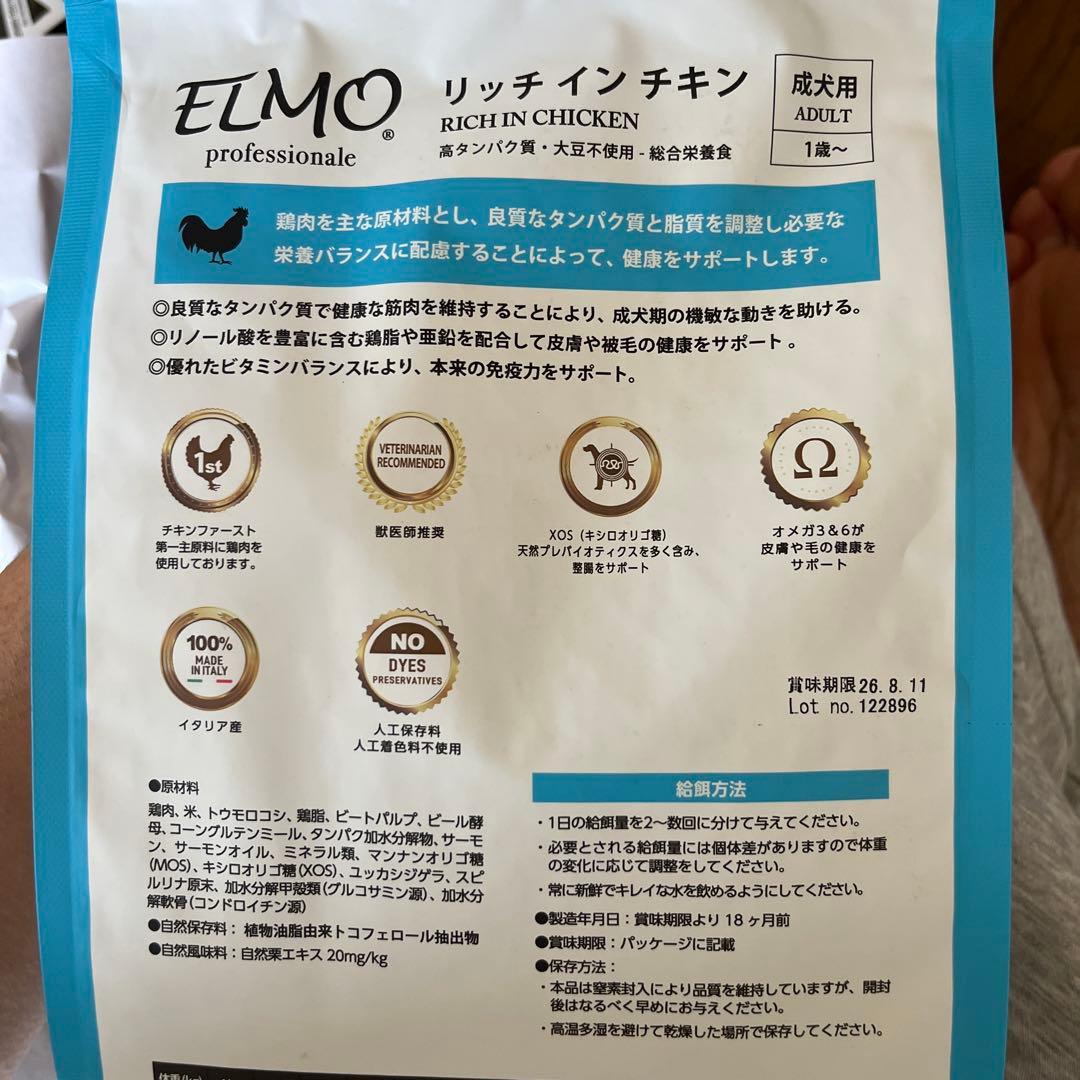 ELMO®
professionale
リッチ イン チキン
RICH IN CHICKEN
高タンパク質・大豆不使用 - 総合栄養食
成犬用
ADULT
1歳〜
鶏肉を主な原材料とし、良質なタンパク質と脂質を調整し必要な
栄養バランスに配慮することによって、健康をサポートします。
◎良質なタンパク質で健康な筋肉を維持することにより、成犬期の機敏な動きを助ける。
◎リノール酸を豊富に含む鶏脂や亜鉛を配合して皮膚や被毛の健康をサポート 。
◎優れたビタミンバランスにより、本来の免疫力をサポート。
1st
チキンファースト
第一主原料に鶏肉を
使用しております。
VETERINARIAN
RECOMMENDED
獣医師推奨
XOS（キシロオリゴ糖）
天然プレバイオティクスを多く含み、
整腸をサポート
Ω
オメガ3＆6が
皮膚や毛の健康を
サポート
100%
MADE
IN ITALY
イタリア産
NO
DYES
PRESERVATIVES
人工保存料
人工着色料不使用
賞味期限26. 8. 11
Lot no. 122896
●原材料
鶏肉、米、トウモロコシ、鶏脂、ビートパルプ、ビール酵
母、コーングルテンミール、タンパク加水分解物、サーモ
ン、サーモンオイル、ミネラル類、マンナンオリゴ糖
(MOS)、キシロオリゴ糖(XOS)、ユッカシジゲラ、スピ
ルリナ原末、加水分解甲殻類(グルコサミン源)、加水分
解軟骨(コンドロイチン源)
●自然保存料： 植物油脂由来トコフェロール抽出物
●自然風味料：自然栗エキス 20mg/kg
給餌方法
・1日の給餌量を2〜数回に分けて与えてください。
・必要とされる給餌量には個体差がありますので体重
の変化に応じて調整をしてください。
・常に新鮮でキレイな水を飲めるようにしてください。
●製造年月日：賞味期限より 18 ヶ月前
●賞味期限：パッケージに記載
●保存方法：
・本品は窒素封入により品質を維持していますが、開封
後はなるべく早めにお与えください。
・高温多湿を避けて乾燥した場所で保存してください。
体重(kg)